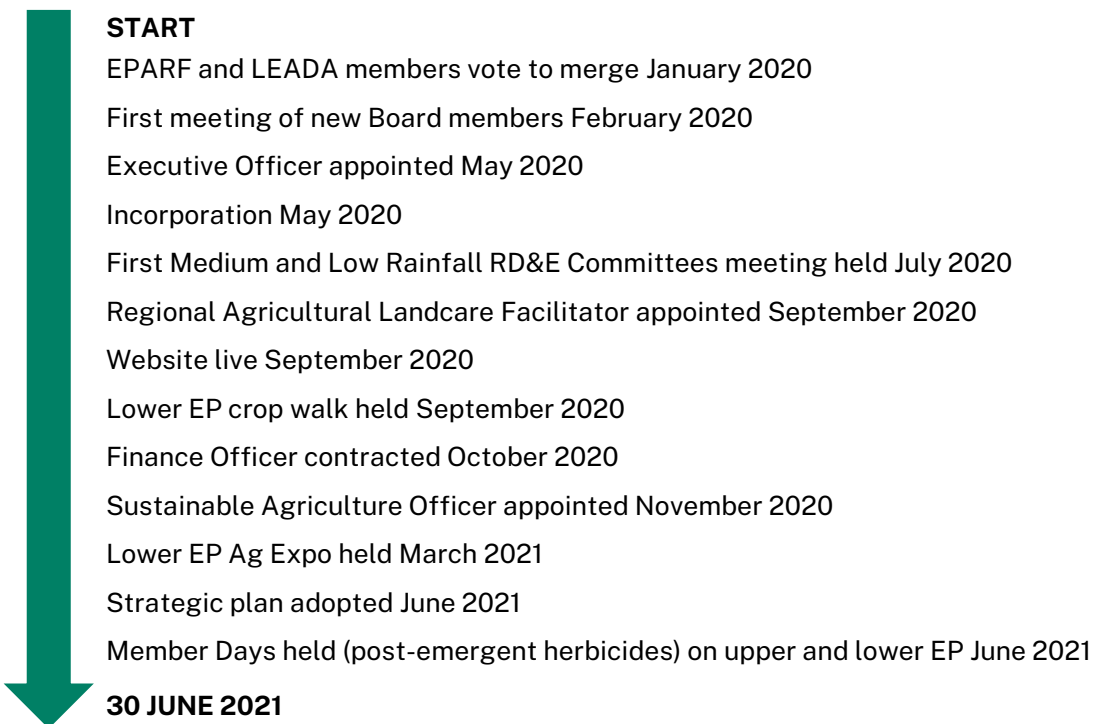 START
EPARF and LEADA members vote to merge January 2020
First meeting of new Board members February 2020
Executive Officer appointed May 2020
Incorporation May 2020
First Medium and Low Rainfall RD&E Committees meeting held July 2020
Regional Agricultural Landcare Facilitator appointed September 2020
Website live September 2020
Lower EP crop walk held September 2020
Finance Officer contracted October 2020
Sustainable Agriculture Officer appointed November 2020
Lower EP Ag Expo held March 2021
Strategic plan adopted June 2021
Member Days held (post-emergent herbicides) on upper and lower EP June 2021
30 JUNE 2021